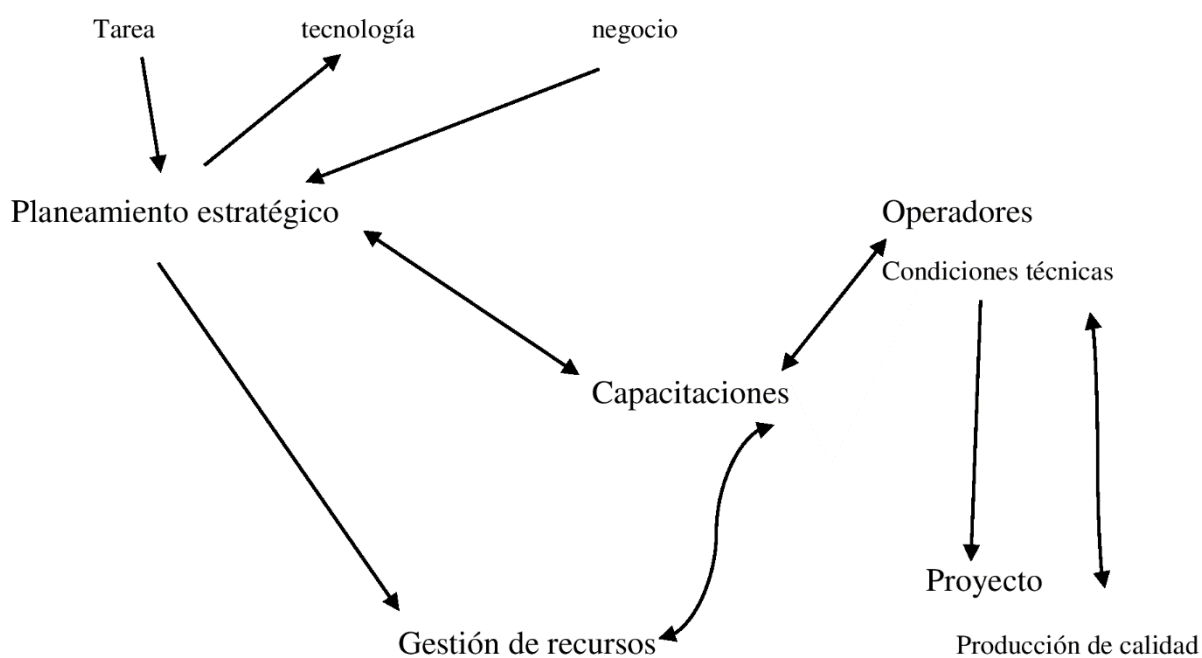 Tarea
tecnología
negocio
Planeamiento estratégico
Operadores
Condiciones técnicas
Capacitaciones
Proyecto
Gestión de recursos
Producción de calidad